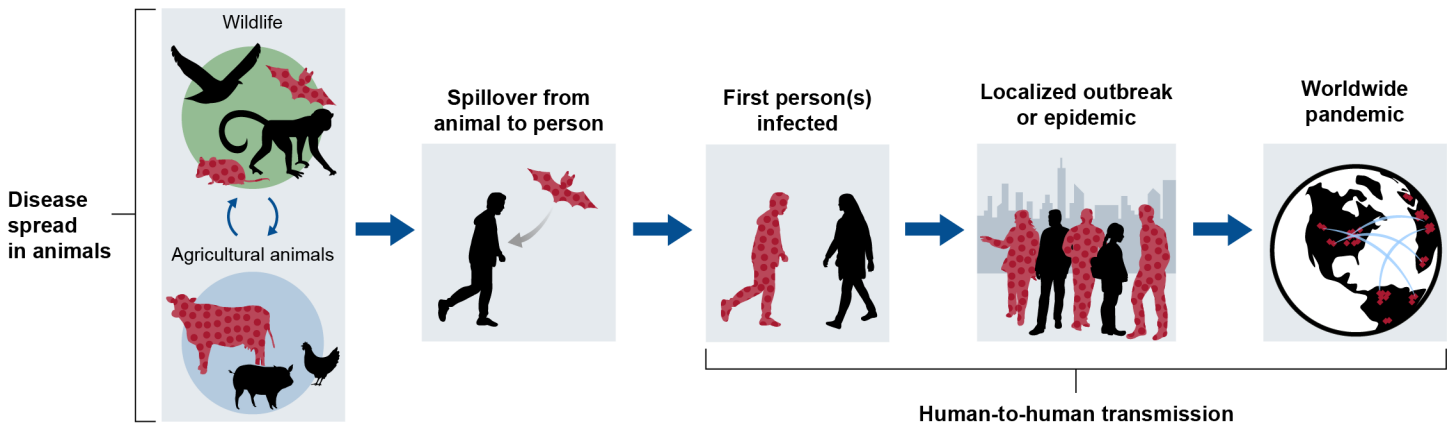 Disease
spread
in animals
Wildlife
Agricultural animals
Spillover from
animal to person
First person(s)
infected
Localized outbreak
or epidemic
Worldwide
pandemic
Human-to-human transmission